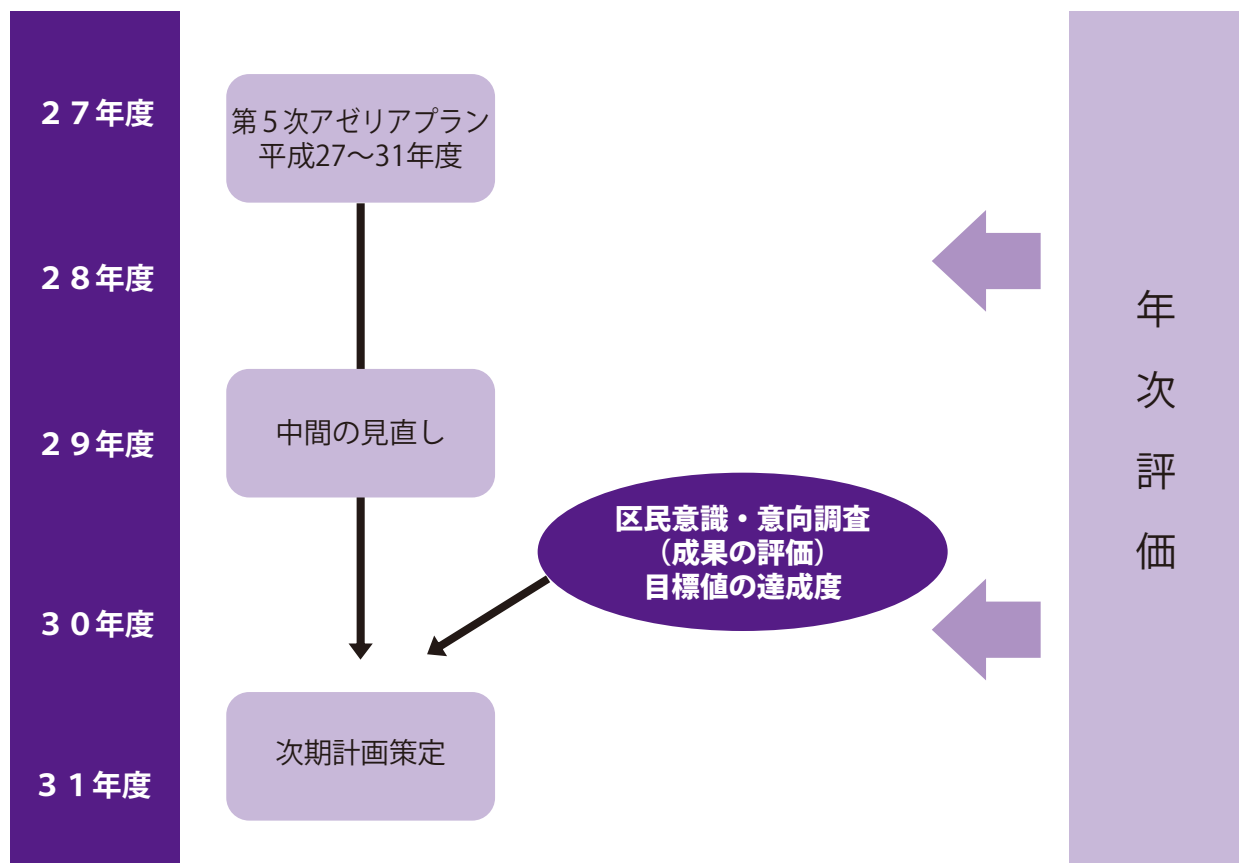 ２７年度
第５次アゼリアプラン
平成27～31年度
２８年度
２９年度
中間の見直し
区民意識・意向調査
（成果の評価）
目標値の達成度
３０年度
次期計画策定
３１年度
年次評価